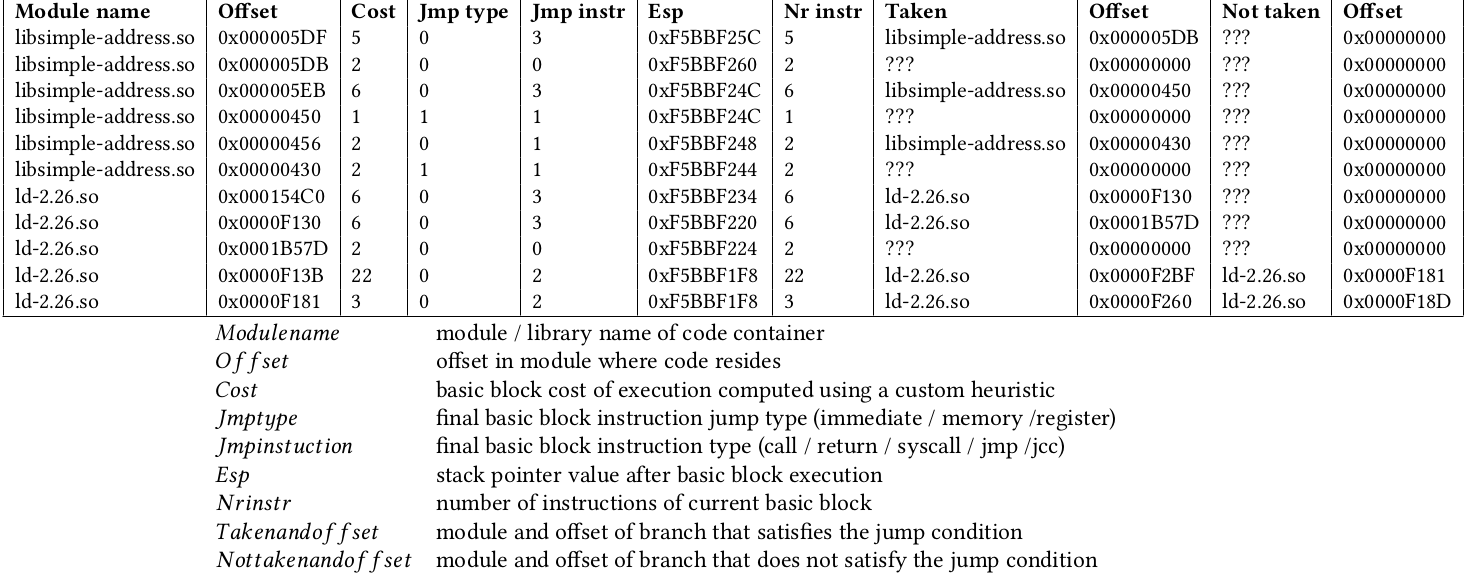 Module name Offset Cost Jmp type Jmp instr Esp Nr instr Taken Offset Not taken Offset
libsimple-address.so 0x000005DF 5 0 3 0xF5BBF25C 5 libsimple-address.so 0x000005DB ??? 0x00000000
libsimple-address.so 0x000005DB 2 0 0 0xF5BBF260 2 ??? 0x00000000 ??? 0x00000000
libsimple-address.so 0x000005EB 6 0 3 0xF5BBF24C 6 libsimple-address.so 0x00000450 ??? 0x00000000
libsimple-address.so 0x00000450 1 1 1 0xF5BBF24C 1 ??? 0x00000000 ??? 0x00000000
libsimple-address.so 0x00000456 2 0 1 0xF5BBF248 2 libsimple-address.so 0x00000430 ??? 0x00000000
libsimple-address.so 0x00000430 2 1 1 0xF5BBF244 2 ??? 0x00000000 ??? 0x00000000
ld-2.26.so 0x000154C0 6 0 3 0xF5BBF234 6 ld-2.26.so 0x0000F130 ??? 0x00000000
ld-2.26.so 0x0000F130 6 0 3 0xF5BBF220 6 ld-2.26.so 0x0001B57D ??? 0x00000000
ld-2.26.so 0x0001B57D 2 0 0 0xF5BBF224 2 ??? 0x00000000 ??? 0x00000000
ld-2.26.so 0x0000F13B 22 0 2 0xF5BBF1F8 22 ld-2.26.so 0x0000F2BF ld-2.26.so 0x0000F181
ld-2.26.so 0x0000F181 3 0 2 0xF5BBF1F8 3 ld-2.26.so 0x0000F260 ld-2.26.so 0x0000F18D
Modulename module / library name of code container
Offset offset in module where code resides
Cost basic block cost of execution computed using a custom heuristic
Jmptype final basic block instruction jump type (immediate / memory /register)
Jmpinstuction final basic block instruction type (call / return / syscall / jmp /jcc)
Esp stack pointer value after basic block execution
Nrinstr number of instructions of current basic block
Takenandoffset module and offset of branch that satisfies the jump condition
Nottakenandoffset module and offset of branch that does not satisfy the jump condition